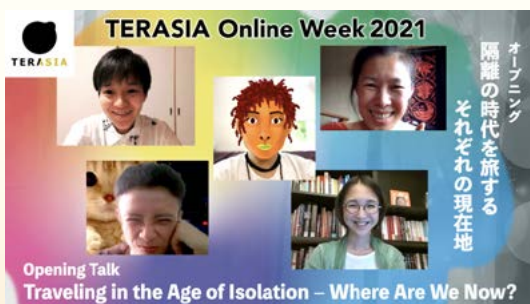 TERASIA
TERASIA Online Week 2021
オープニング
隔離の時代を旅する
それぞれの現在地
Opening Talk
Traveling in the Age of Isolation – Where Are We Now?